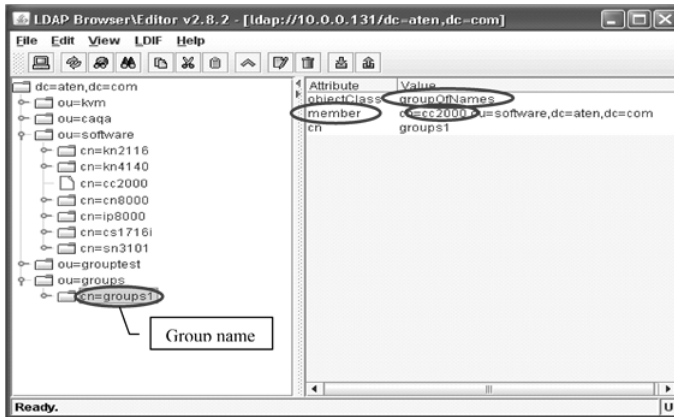 LDAP Browser\Editor v2.8.2 - [ldap://10.0.0.131/dc=aten,dc=com]
File Edit View LDIF Help
dc=aten,dc=com
ou=kvm
ou=caqa
ou=software
cn=kn2116
cn=kn4140
cn=cc2000
cn=cn8000
cn=ip8000
cn=cs1716i
cn=sn3101
ou=grouptest
ou=groups
cn=groups1
Group name
Attribute Value
objectClass groupOfNames
member cn=cc2000,ou=software,dc=aten,dc=com
cn groups1
Ready.
U